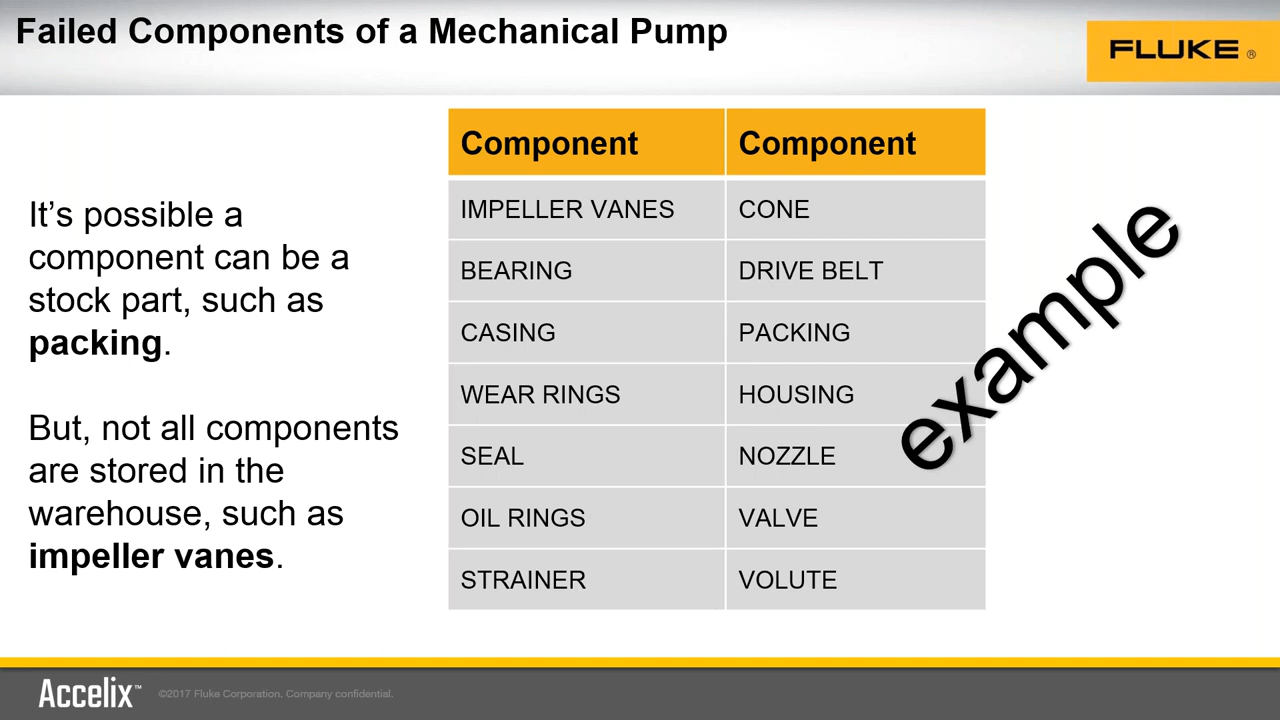 Failed Components of a Mechanical Pump
FLUKE ®
It's possible a
component can be a
stock part, such as
packing.
But, not all components
are stored in the
warehouse, such as
impeller vanes.
Component Component
IMPELLER VANES CONE
BEARING DRIVE BELT
CASING PACKING
WEAR RINGS HOUSING
SEAL NOZZLE
OIL RINGS VALVE
STRAINER VOLUTE
example
Accelix™ ©2017 Fluke Corporation. Company confidential.